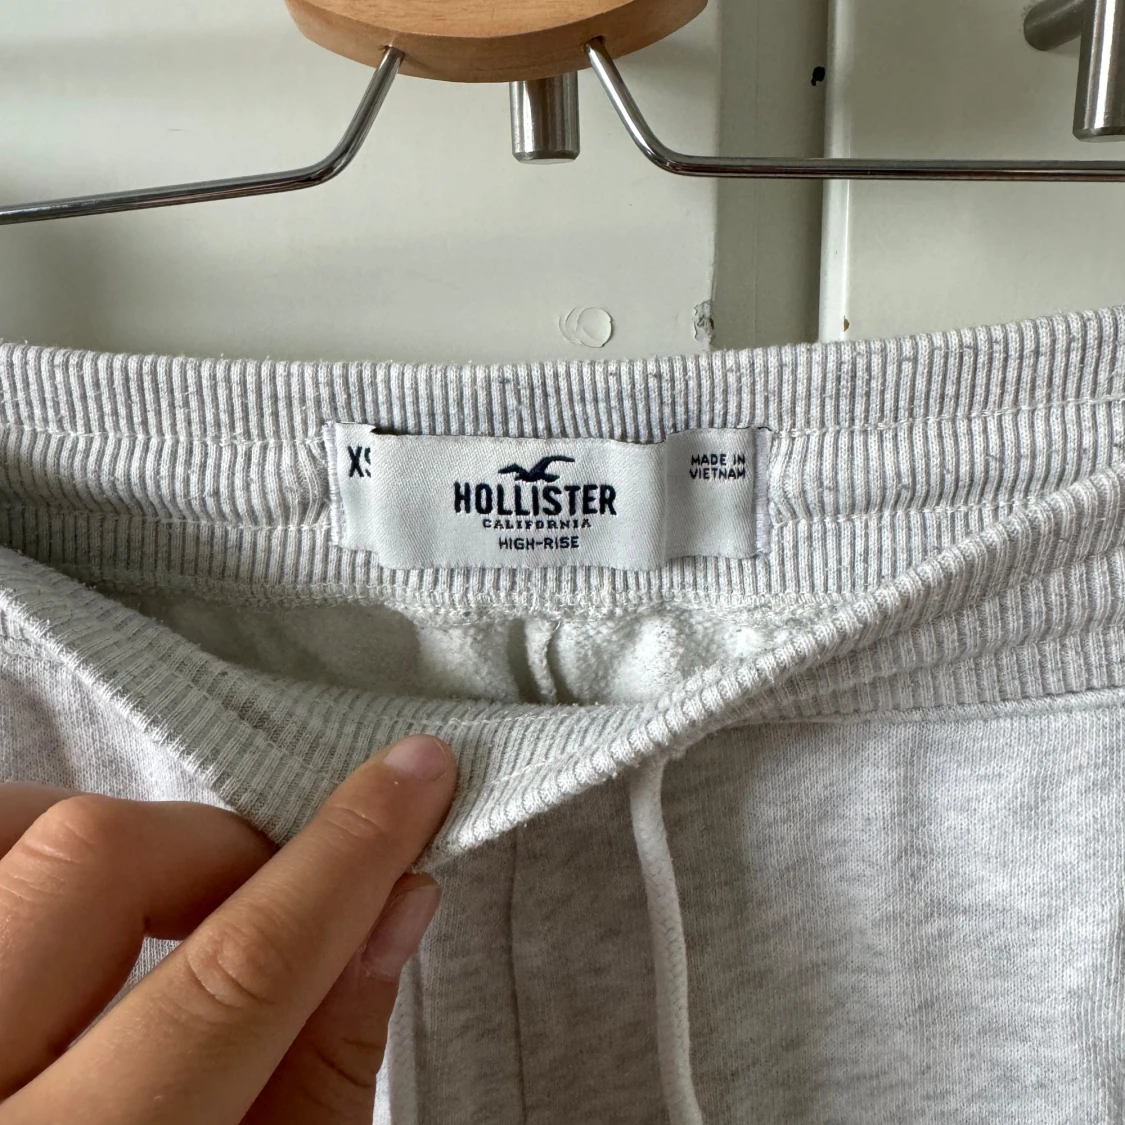 XS
HOLLISTER
CALIFORNIA
HIGH-RISE
MADE IN
VIETNAM